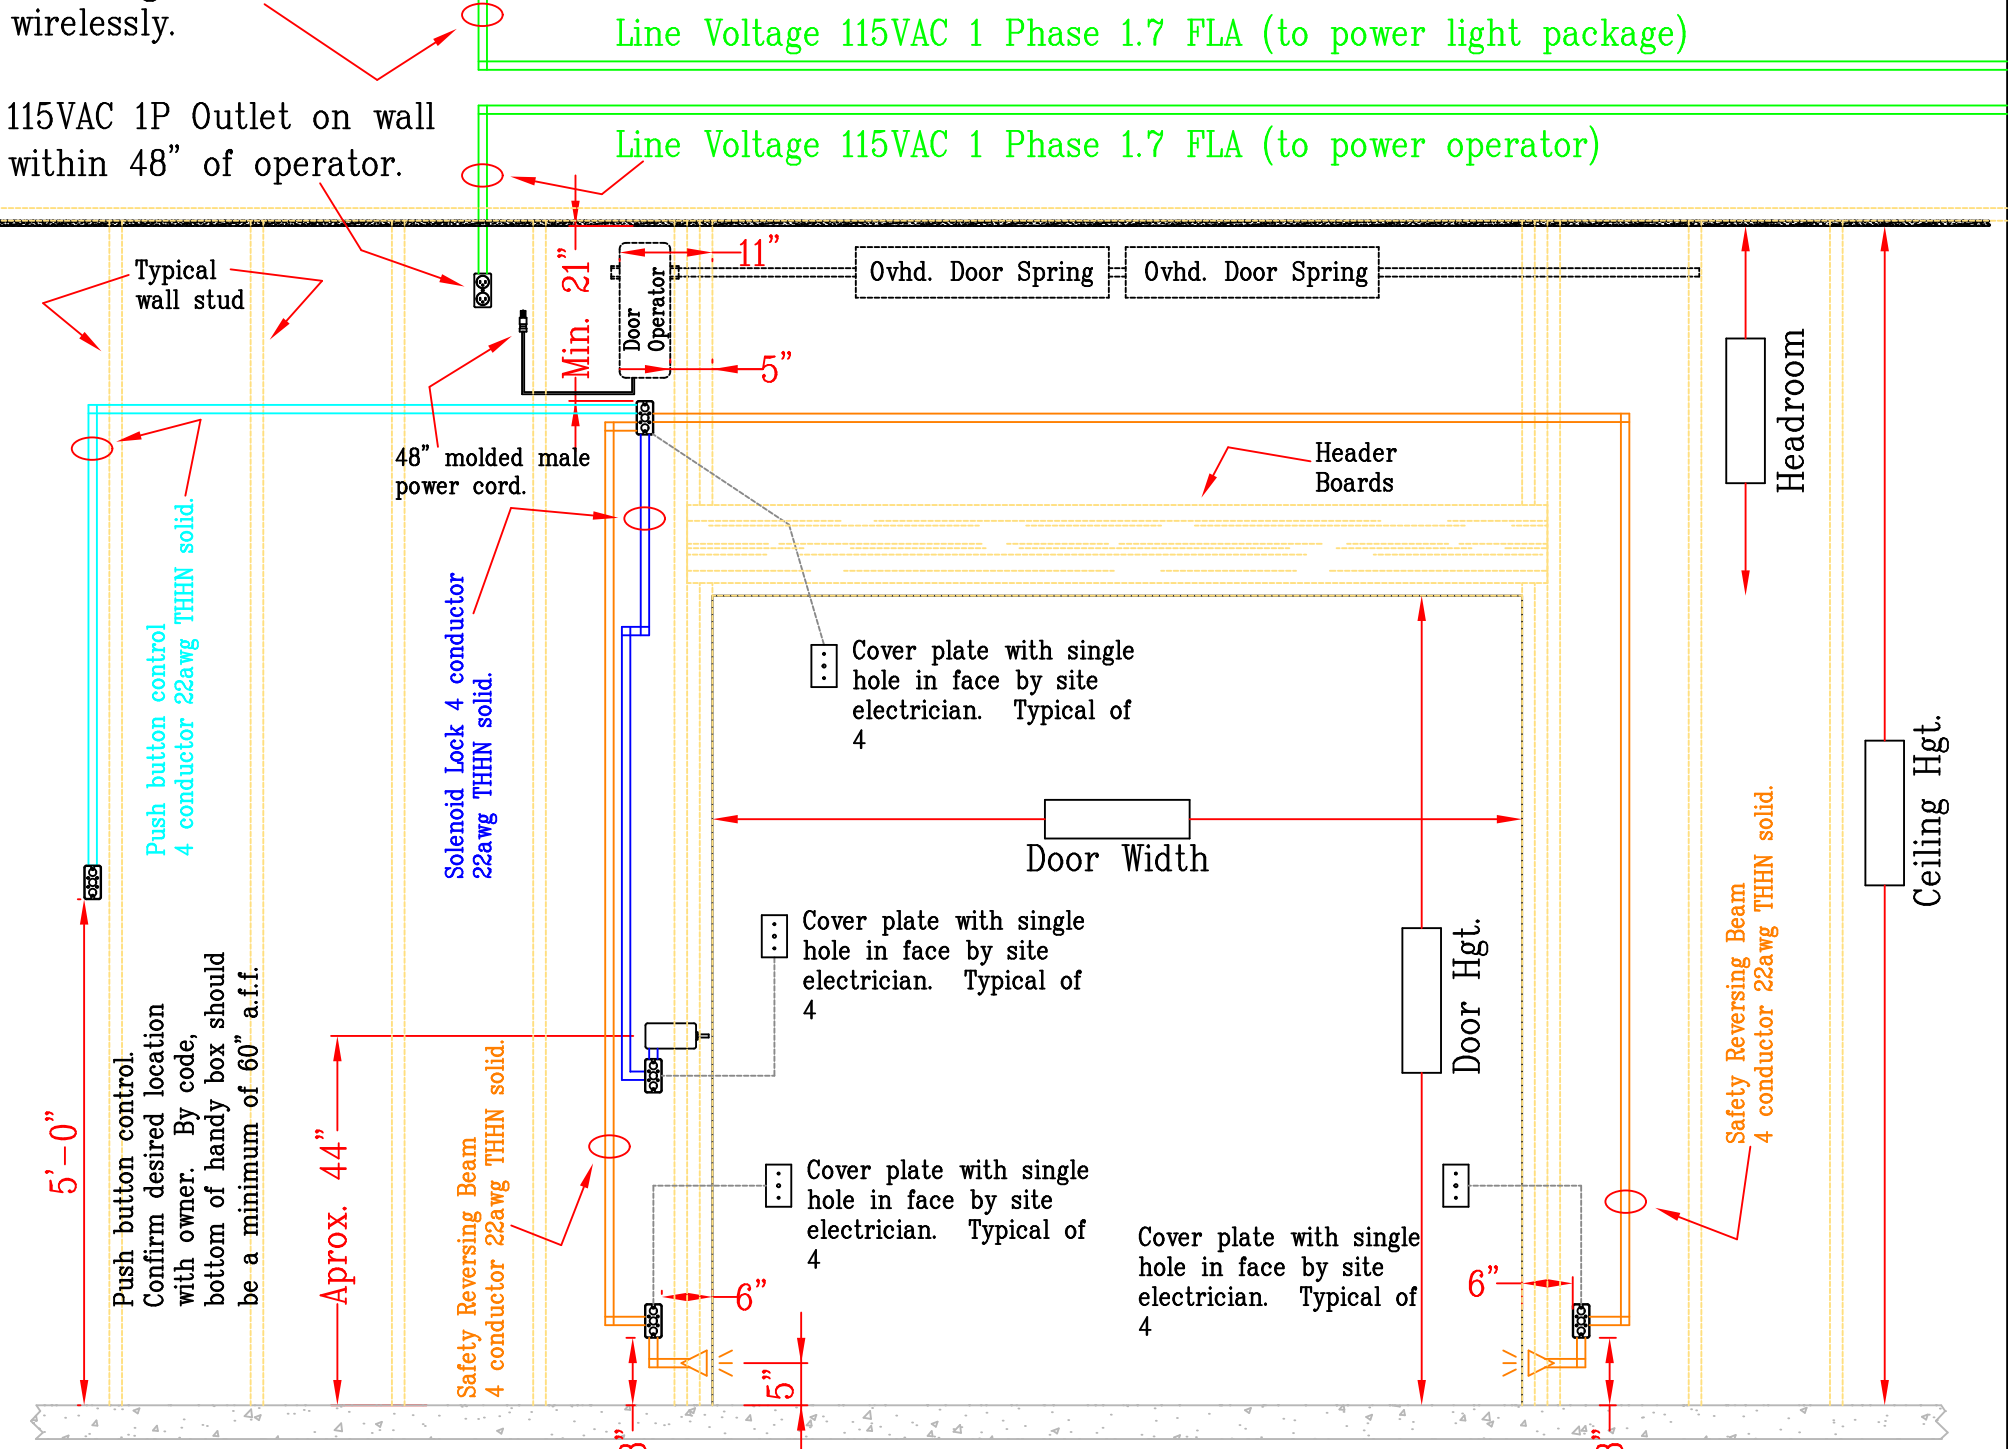 wirelessly.
Line Voltage 115VAC 1 Phase 1.7 FLA (to power light package)
115VAC 1P Outlet on wall
within 48" of operator.
Line Voltage 115VAC 1 Phase 1.7 FLA (to power operator)
Typical
wall stud
Min. 21"
11"
Door
Operator
Ovhd. Door Spring
Ovhd. Door Spring
5"
48" molded male
power cord.
Header
Boards
Headroom
Push button control
4 conductor 22awg THHN solid.
Solenoid Lock 4 conductor
22awg THHN solid.
Cover plate with single
hole in face by site
electrician. Typical of
4
Door Width
Ceiling Hgt.
Cover plate with single
hole in face by site
electrician. Typical of
4
Door Hgt.
Safety Reversing Beam
4 conductor 22awg THHN solid.
5'-0"
Push button control.
Confirm desired location
with owner. By code,
bottom of handy box should
be a minimum of 60" a.f.f.
Aprox. 44"
Safety Reversing Beam
4 conductor 22awg THHN solid.
Cover plate with single
hole in face by site
electrician. Typical of
4
Cover plate with single
hole in face by site
electrician. Typical of
4
6"
6"
5"